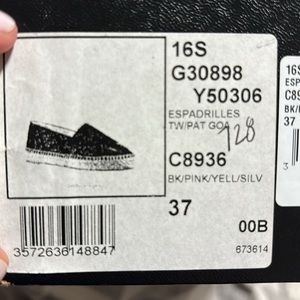 16S
G30898
Y50306
ESPADRILLES
TW/PAT GOA
128
C8936
BK/PINK/YELL/SILV
37
00B
3572636148847
673614
16S
ESP
C89
BK/
37
3